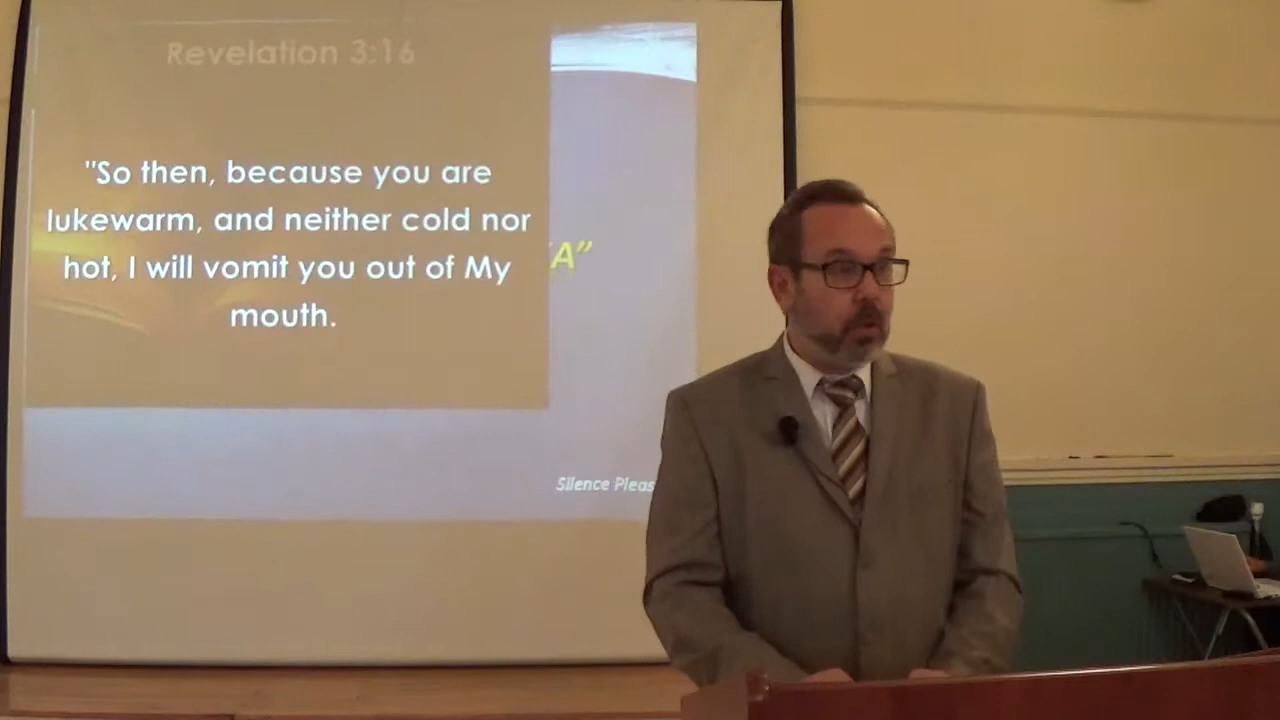 Revelation 3:16
"So then, because you are
lukewarm, and neither cold nor
hot, I will vomit you out of My
mouth.
A”
Silence Pleas